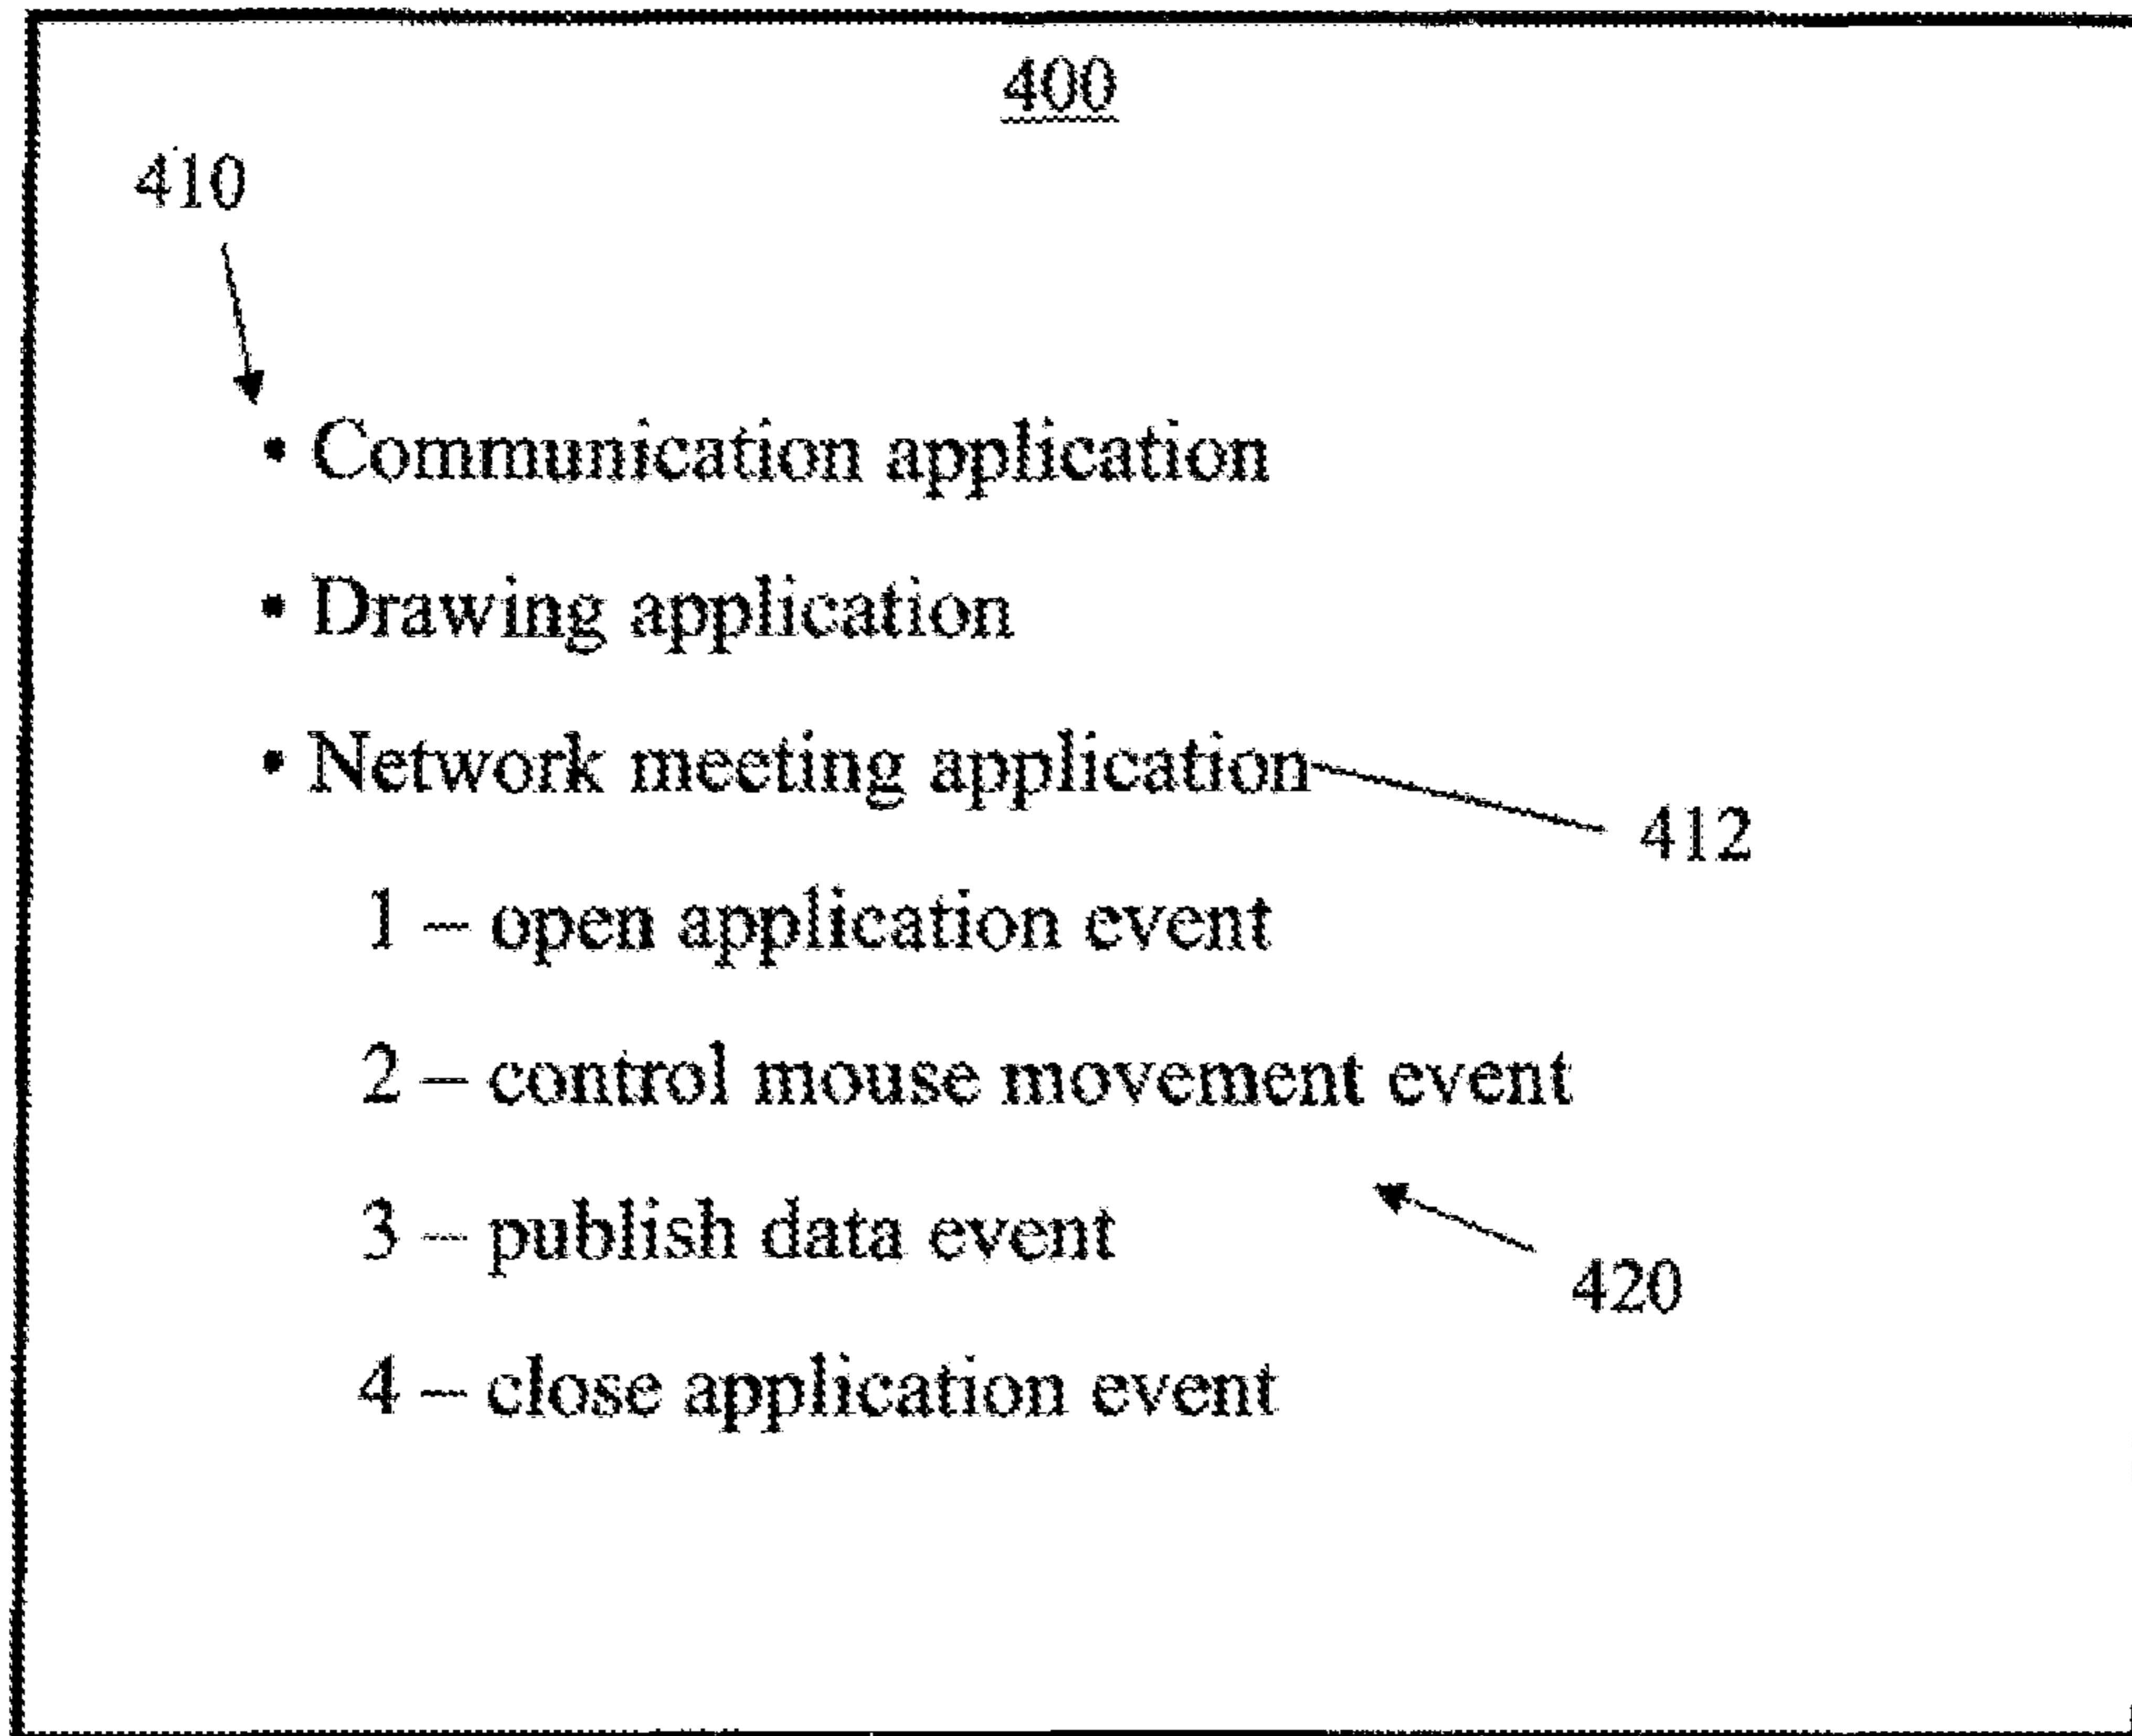 400
410
• Communication application
• Drawing application
• Network meeting application
412
1 – open application event
2 – control mouse movement event
3 – publish data event
420
4 – close application event